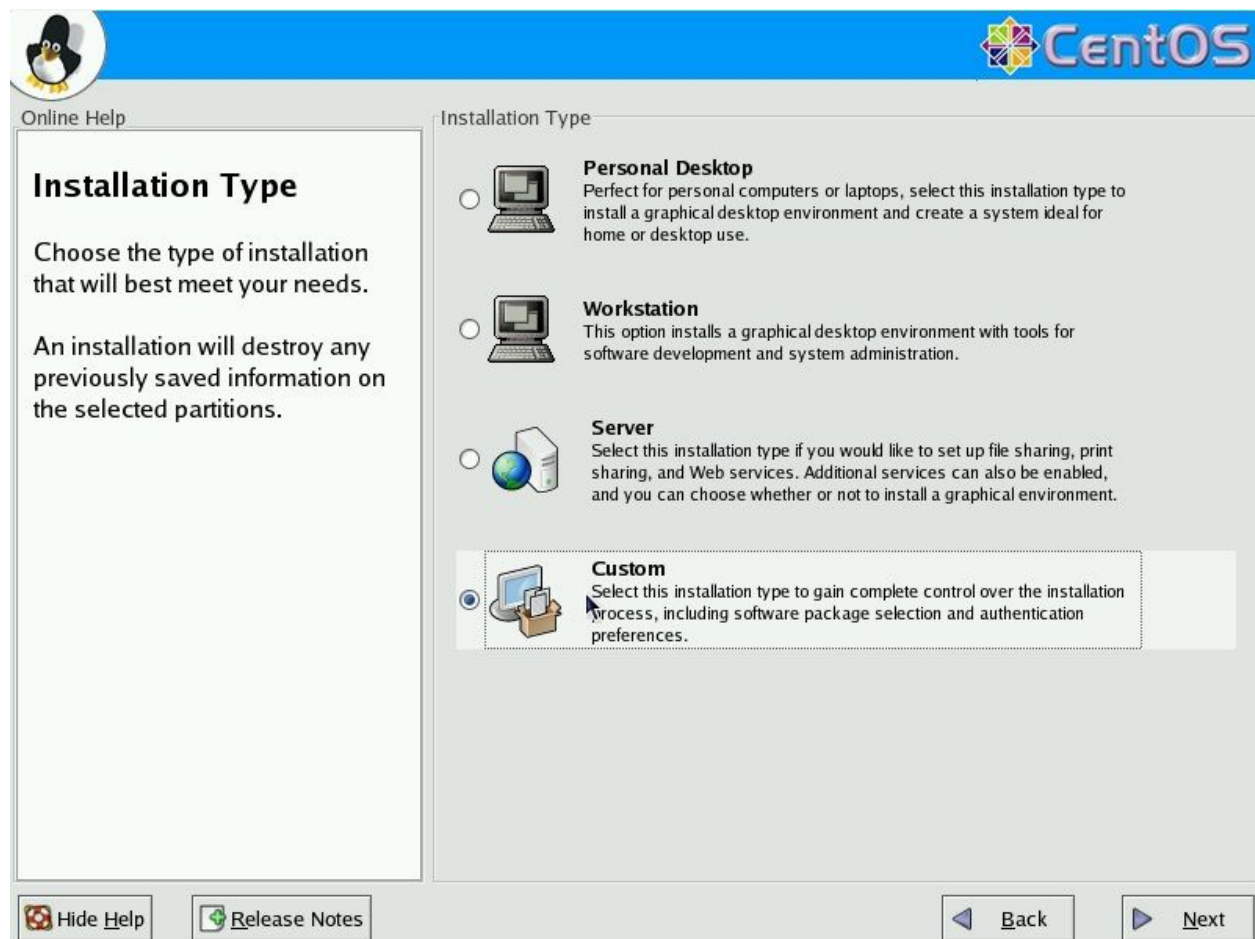 CentOS
Online Help
Installation Type
Choose the type of installation
that will best meet your needs.
An installation will destroy any
previously saved information on
the selected partitions.
Installation Type
Personal Desktop
Perfect for personal computers or laptops, select this installation type to
install a graphical desktop environment and create a system ideal for
home or desktop use.
Workstation
This option installs a graphical desktop environment with tools for
software development and system administration.
Server
Select this installation type if you would like to set up file sharing, print
sharing, and Web services. Additional services can also be enabled,
and you can choose whether or not to install a graphical environment.
Custom
Select this installation type to gain complete control over the installation
process, including software package selection and authentication
preferences.
Hide Help
Release Notes
Back
Next